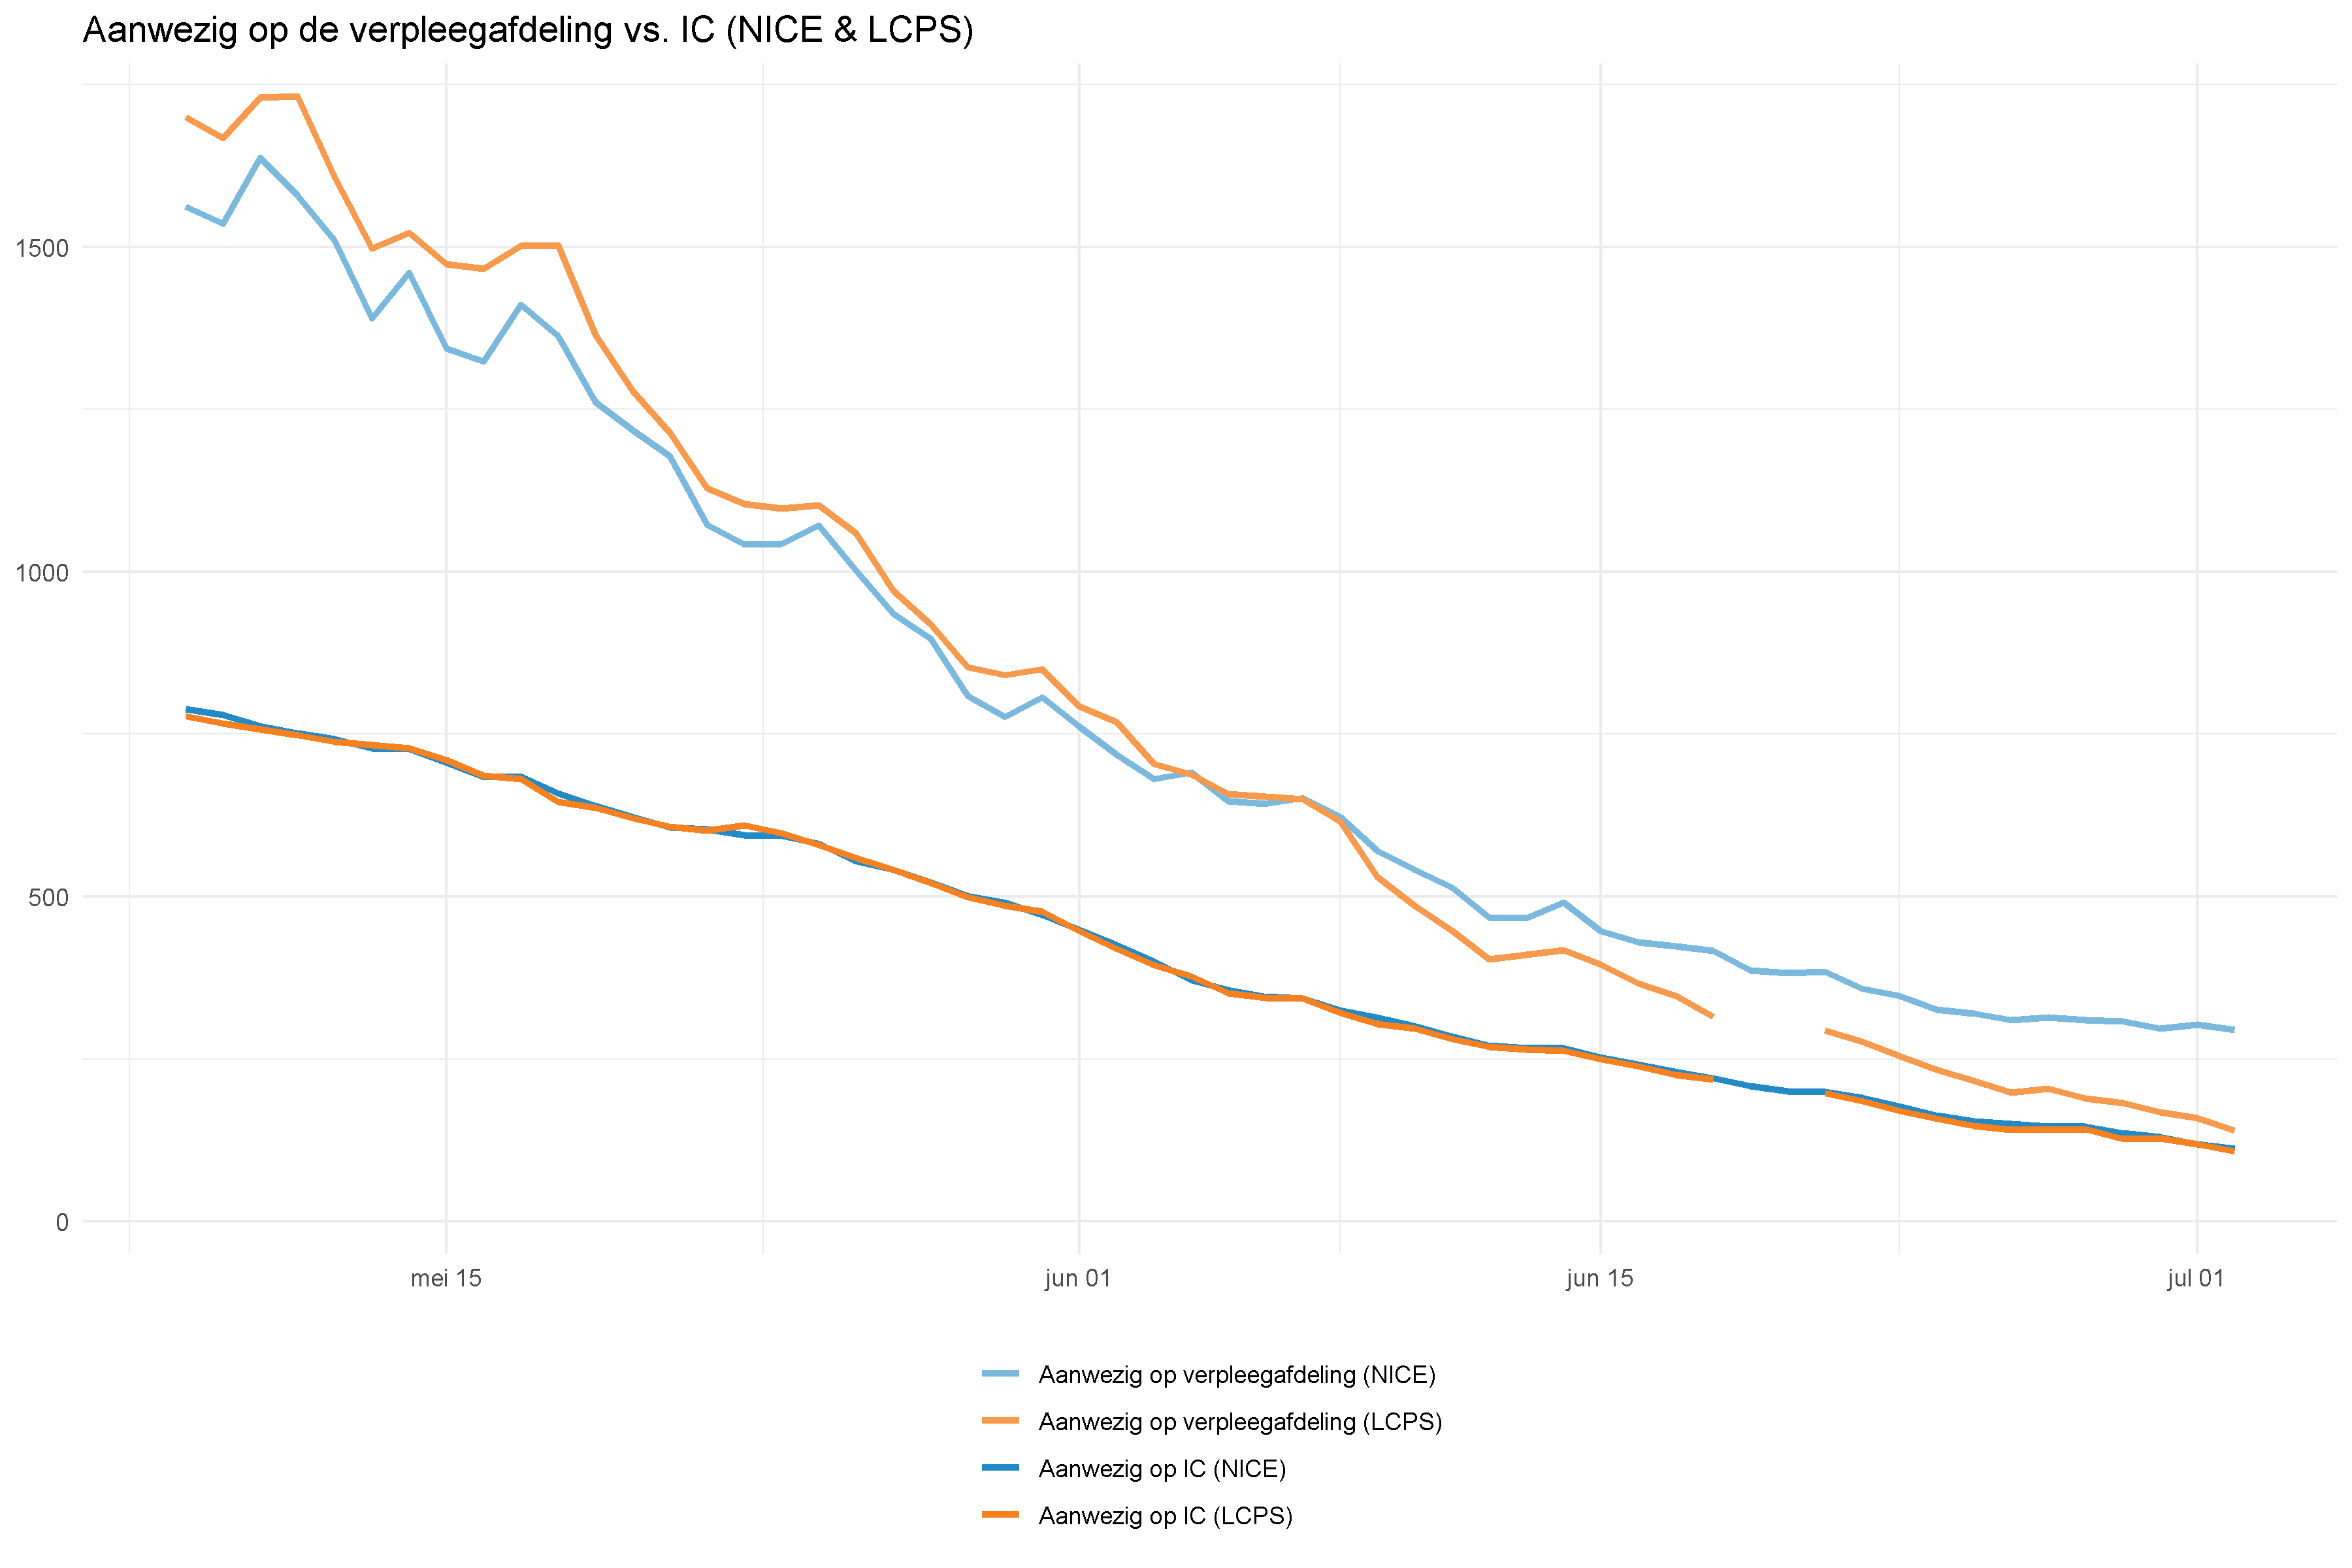 Aanwezig op de verpleegafdeling vs. IC (NICE & LCPS)
1500
1000
500
0
mei 15
jun 01
jun 15
jul 01
Aanwezig op verpleegafdeling (NICE)
Aanwezig op verpleegafdeling (LCPS)
Aanwezig op IC (NICE)
Aanwezig op IC (LCPS)